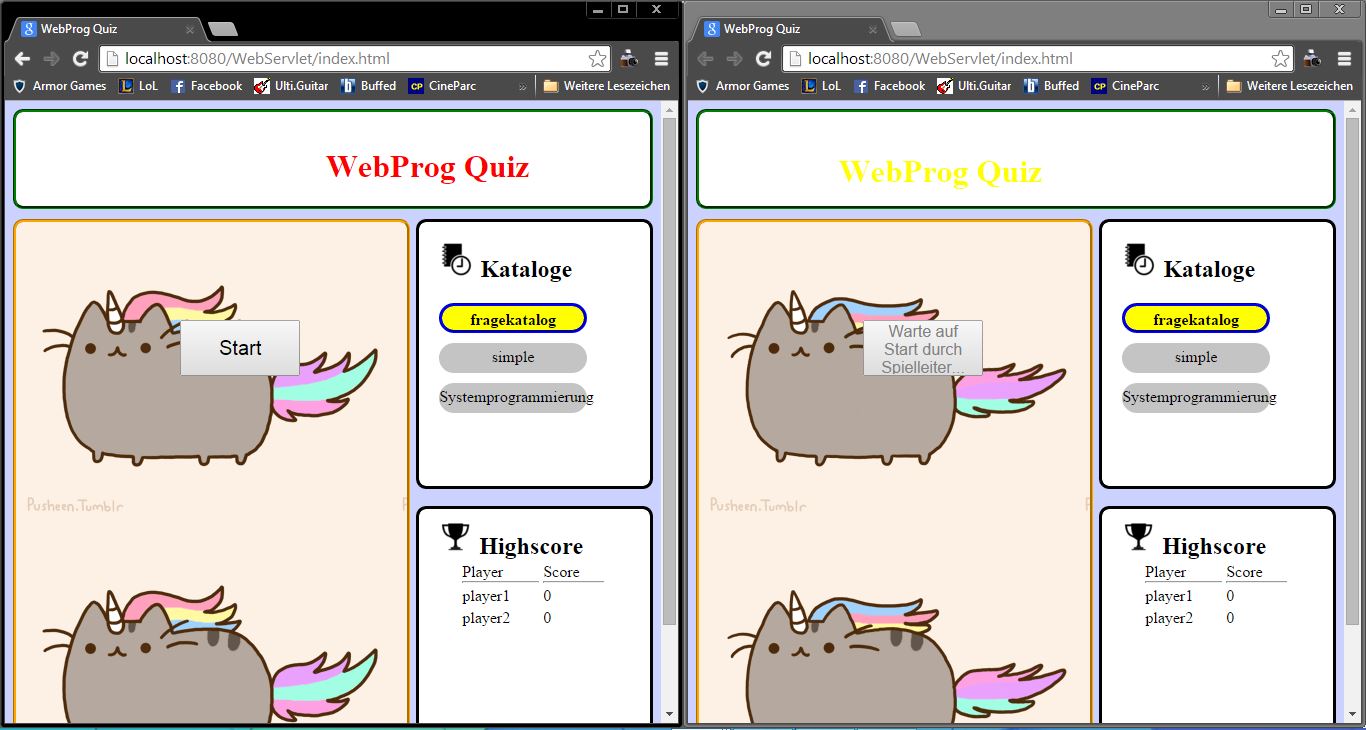 WebProg Quiz
localhost:8080/WebServlet/index.html
Armor Games LoL Facebook Ulti.Guitar Buffed CineParc » Weitere Lesezeichen
WebProg Quiz
Start
Pusheen.Tumblr
P
Kataloge
fragekatalog
simple
Systemprogrammierung
Highscore
Player Score
player1 0
player2 0
WebProg Quiz
localhost:8080/WebServlet/index.html
Armor Games LoL Facebook Ulti.Guitar Buffed CineParc » Weitere Lesezeichen
WebProg Quiz
Warte auf
Start durch
Spielleiter...
Pusheen.Tumblr
P
Kataloge
fragekatalog
simple
Systemprogrammierung
Highscore
Player Score
player1 0
player2 0